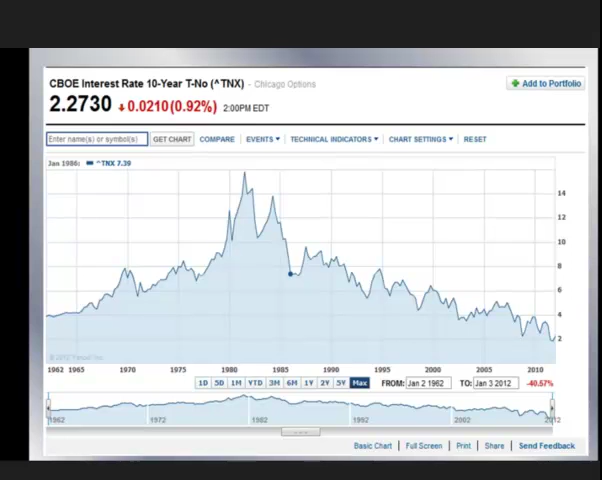 CBOE Interest Rate 10-Year T-No (^TNX) - Chicago Options
Add to Portfolio
2.2730 0.0210(0.92%) 2:00PM EDT
Enter name(s) or symbol(s) GET CHART COMPARE EVENTS TECHNICAL INDICATORS CHART SETTINGS RESET
Jan 1986: ^TNX 7.39
14
12
10
8
6
4
2
© 2012 Yahoo! Inc.
1962 1965 1970 1975 1980 1985 1990 1995 2000 2005 2010
1D 5D 1M YTD 3M 6M 1Y 2Y 5Y Max FROM: Jan 2 1962 TO: Jan 3 2012 -40.57%
1962 1972 1982 1992 2002 2012
Basic Chart | Full Screen | Print | Share | Send Feedback